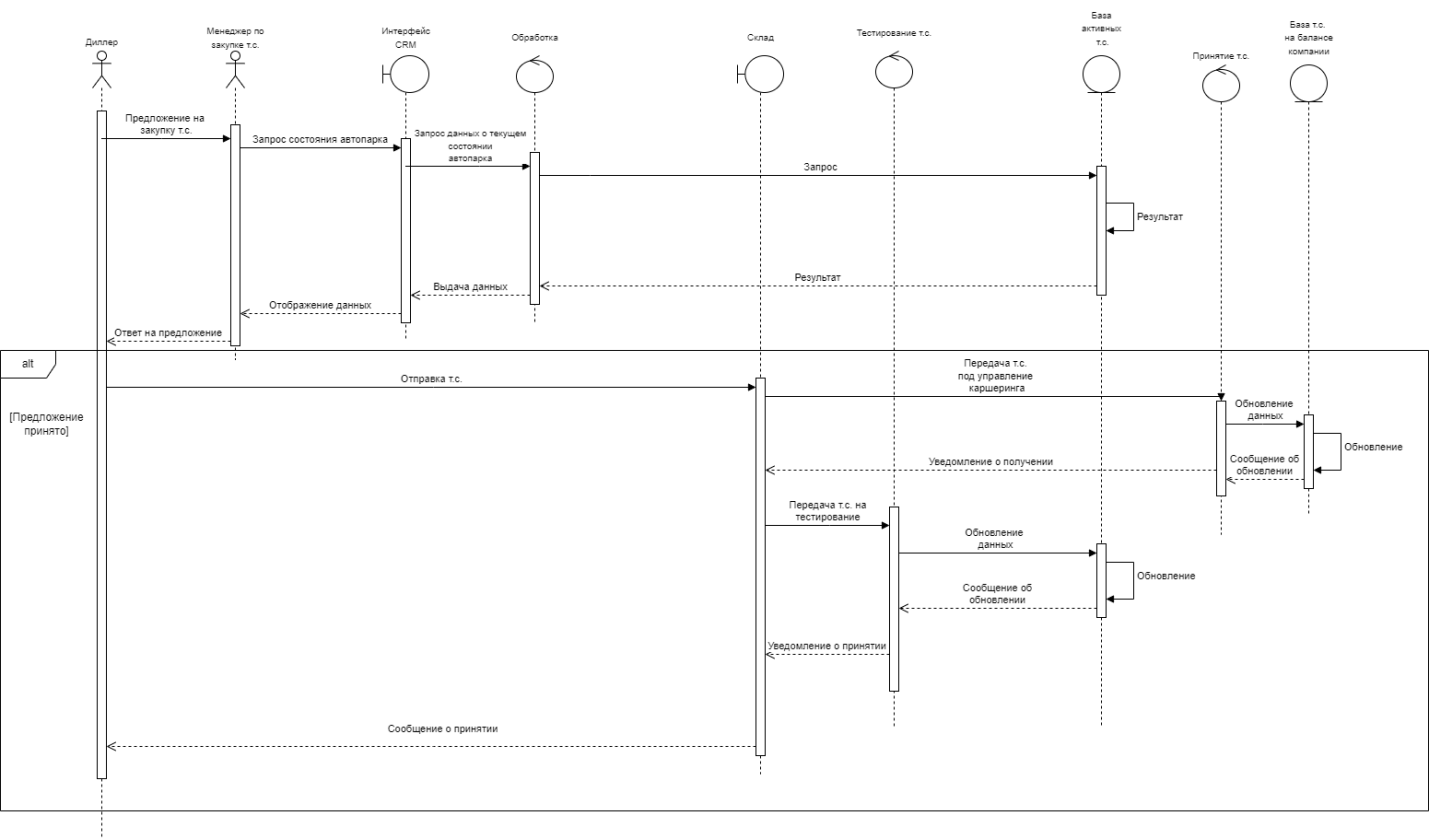 Диллер
Менеджер по
закупке т.с.
Интерфейс
CRM
Обработка
Склад
Тестирование т.с.
База
активных
т.с.
Принятие т.с.
База т.с.
на балансе
компании
Предложение на
закупку т.с.
Запрос состояния автопарка
Запрос данных о текущем
состоянии
автопарка
Запрос
Результат
Результат
Выдача данных
Отображение данных
Ответ на предложение
alt
[Предложение
принято]
Отправка т.с.
Передача т.с.
под управление
каршеринга
Обновление
данных
Обновление
Сообщение об
обновлении
Уведомление о получении
Передача т.с. на
тестирование
Обновление
данных
Обновление
Сообщение об
обновлении
Уведомление о принятии
Сообщение о принятии